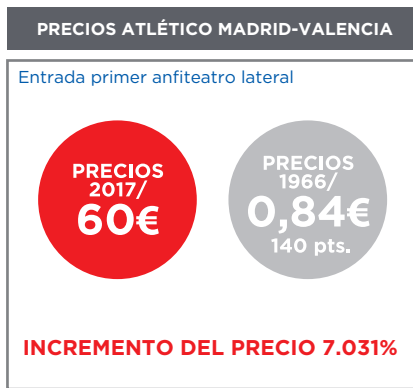 PRECIOS ATLÉTICO MADRID-VALENCIA
Entrada primer anfiteatro lateral
PRECIOS
2017/
60€
PRECIOS
1966/
0,84€
140 pts.
INCREMENTO DEL PRECIO 7.031%